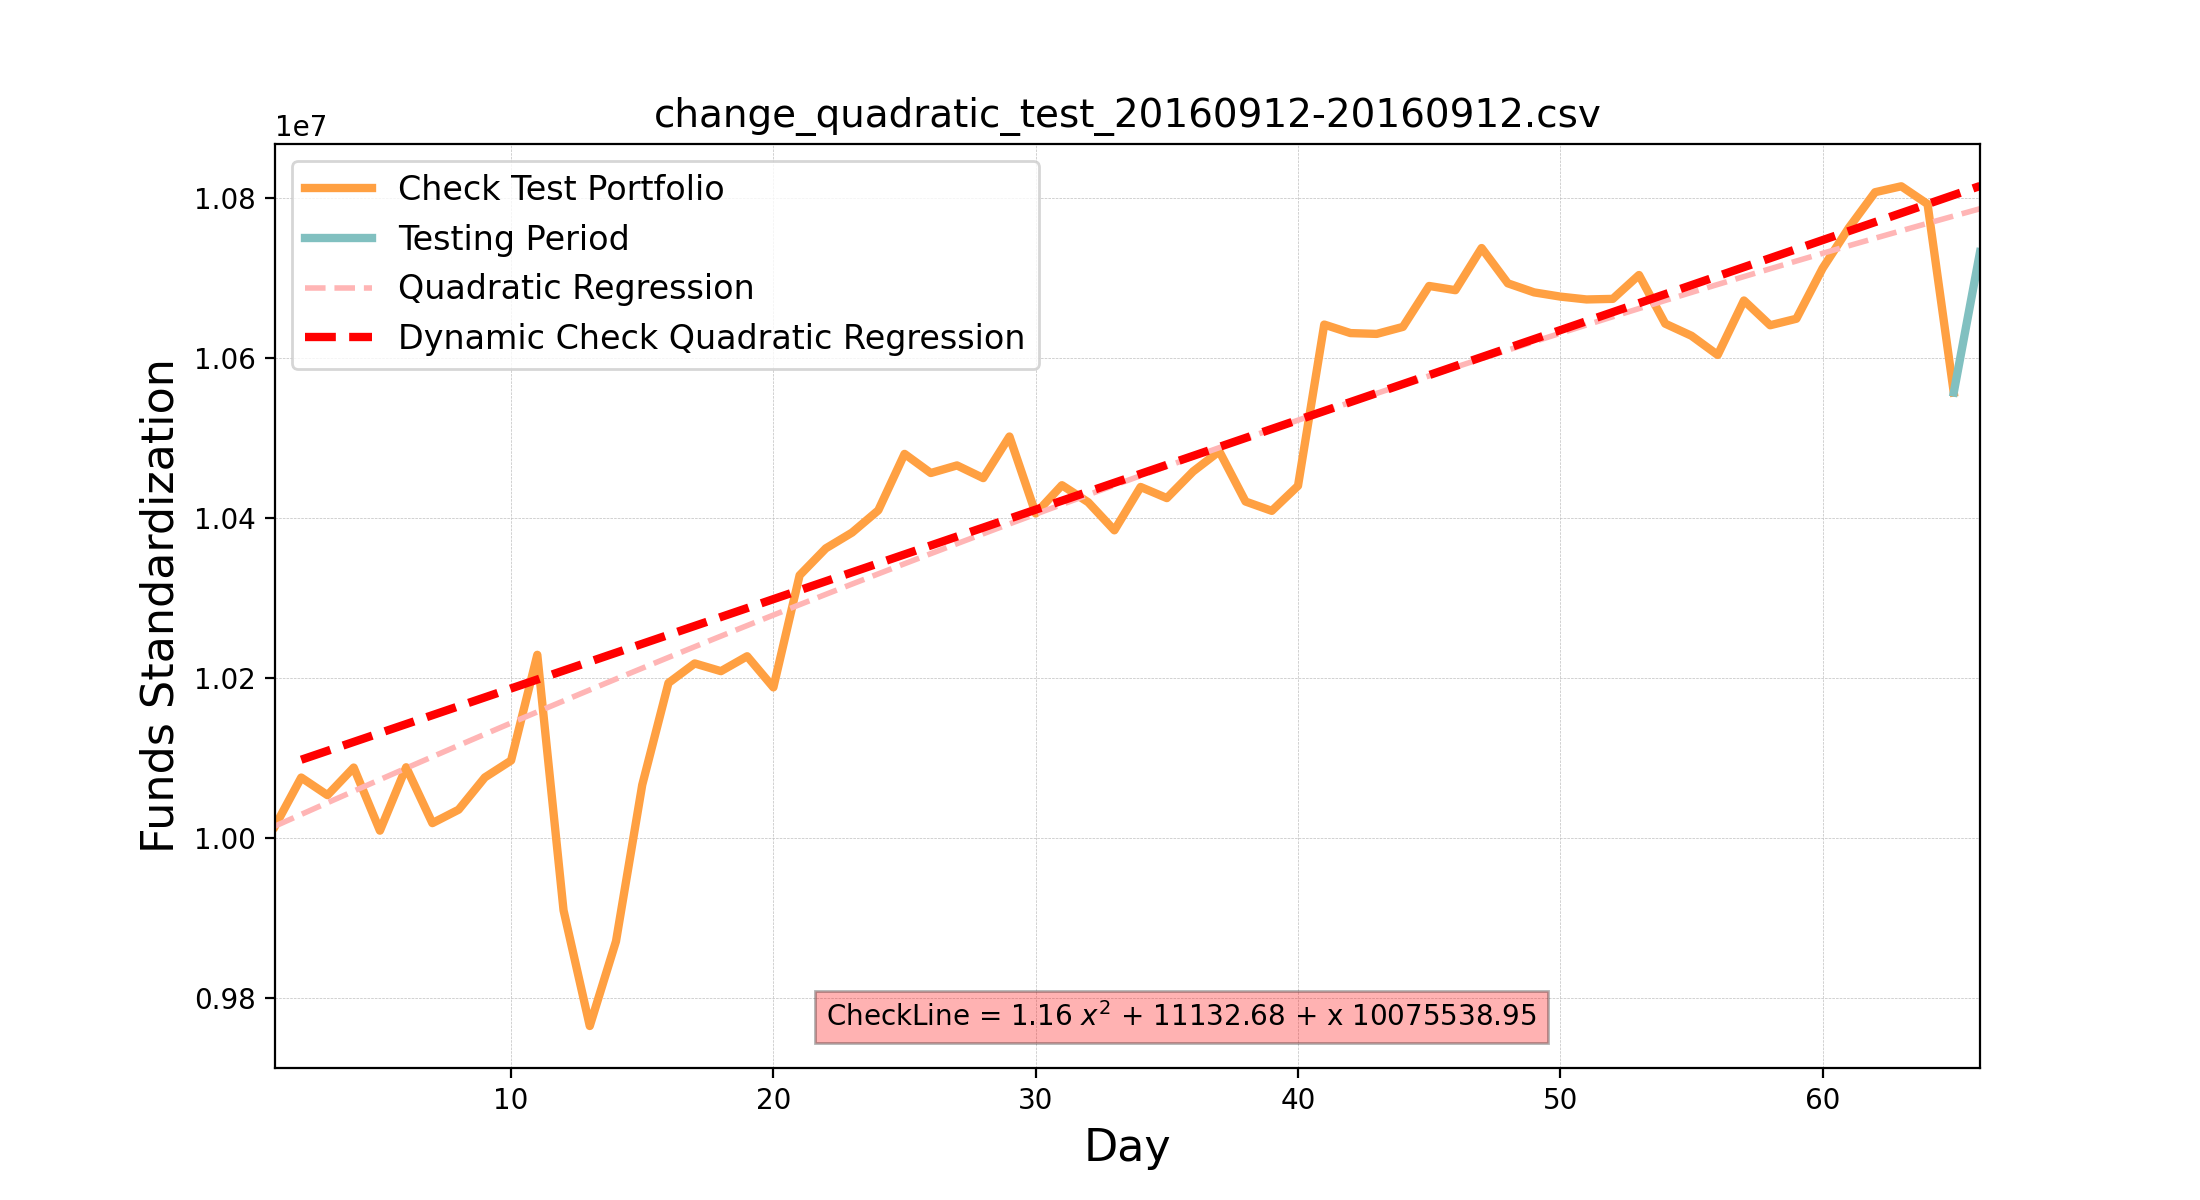 change_quadratic_test_20160912-20160912.csv
1e7
Check Test Portfolio
Testing Period
Quadratic Regression
Dynamic Check Quadratic Regression
1.08
1.06
1.04
1.02
1.00
0.98
Funds Standardization
CheckLine = 1.16 x² + 11132.68 + x 10075538.95
10 20 30 40 50 60
Day